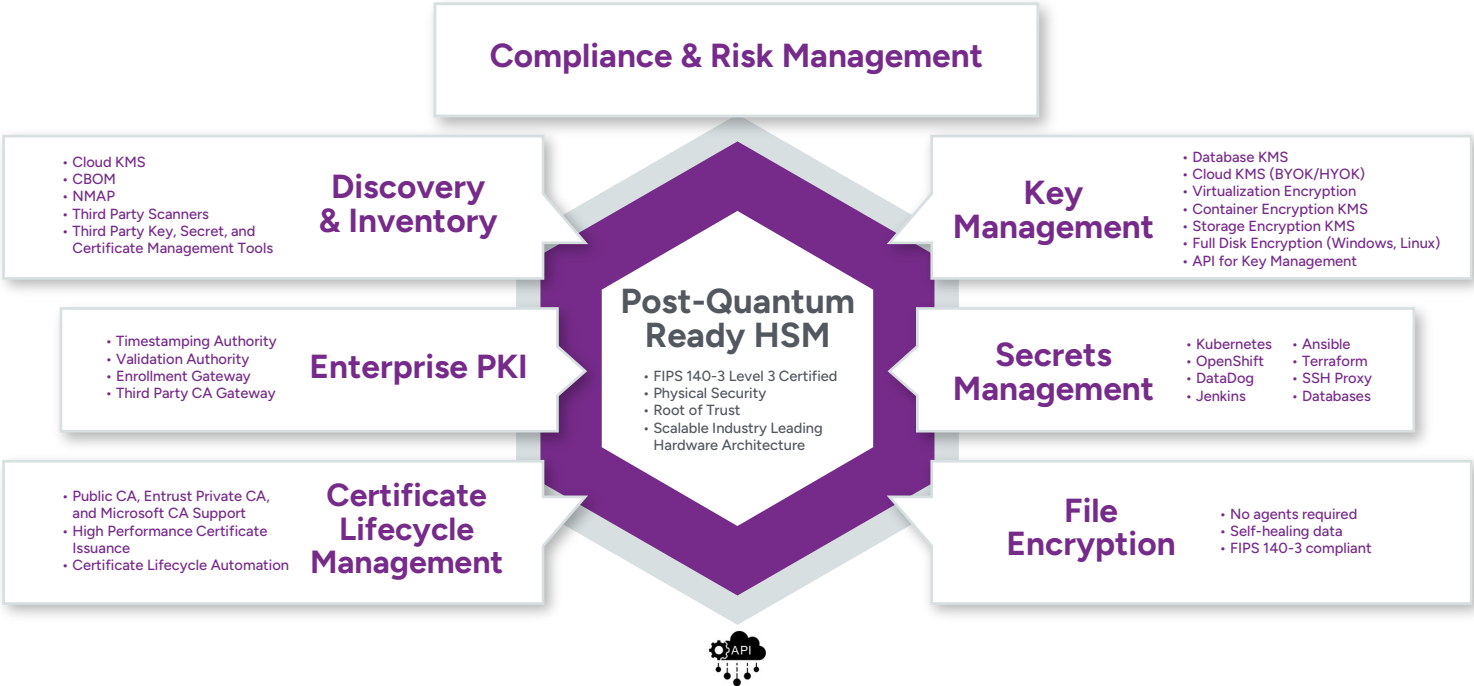 Compliance & Risk Management
• Cloud KMS
• CBOM
• NMAP
• Third Party Scanners
• Third Party Key, Secret, and
Certificate Management Tools
Discovery
& Inventory
Key
Management
• Database KMS
• Cloud KMS (BYOK/HYOK)
• Virtualization Encryption
• Container Encryption KMS
• Storage Encryption KMS
• Full Disk Encryption (Windows, Linux)
• API for Key Management
• Timestamping Authority
• Validation Authority
• Enrollment Gateway
• Third Party CA Gateway
Enterprise PKI
Post-Quantum
Ready HSM
• FIPS 140-3 Level 3 Certified
• Physical Security
• Root of Trust
• Scalable Industry Leading
Hardware Architecture
Secrets
Management
• Kubernetes
• OpenShift
• DataDog
• Jenkins
• Ansible
• Terraform
• SSH Proxy
• Databases
• Public CA, Entrust Private CA,
and Microsoft CA Support
• High Performance Certificate
Issuance
• Certificate Lifecycle Automation
Certificate
Lifecycle
Management
File
Encryption
• No agents required
• Self-healing data
• FIPS 140-3 compliant
API